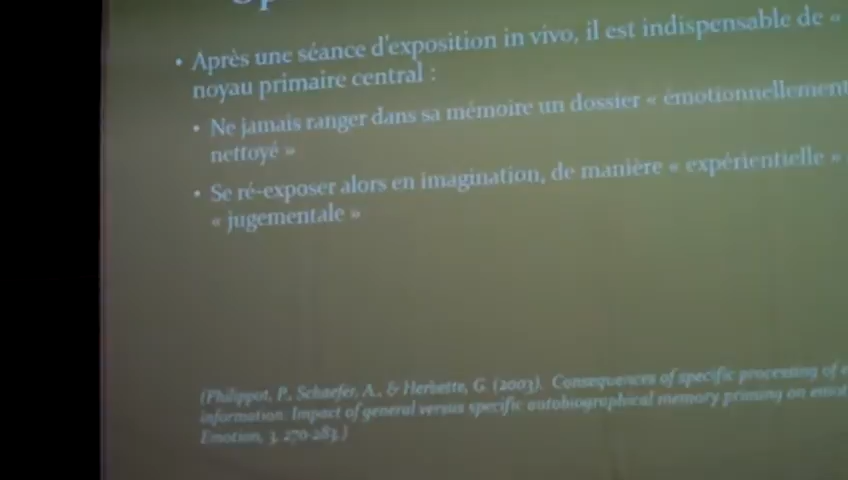 • Après une séance d'exposition in vivo, il est indispensable de «
noyau primaire central :
• Ne jamais ranger dans sa mémoire un dossier « émotionnellement
nettoyé »
• Se ré-exposer alors en imagination, de manière « expérientielle »
« jugementale »
(Philippot, P., Schaefer, A., & Herbette, G. (2003). Consequences of specific processing of
information: Impact of general versus specific autobiographical memory priming on
Emotion, 3, 270-283.)